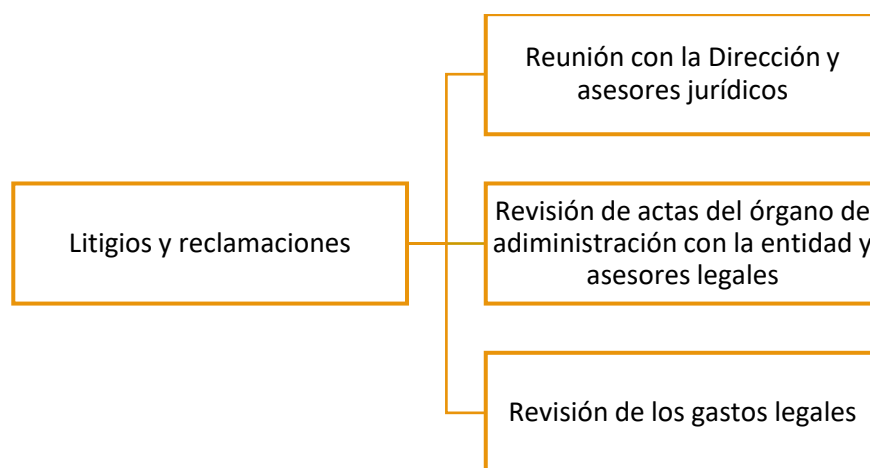 Reunión con la Dirección y
asesores jurídicos
Litigios y reclamaciones
Revisión de actas del órgano de
adiministración con la entidad y
asesores legales
Revisión de los gastos legales